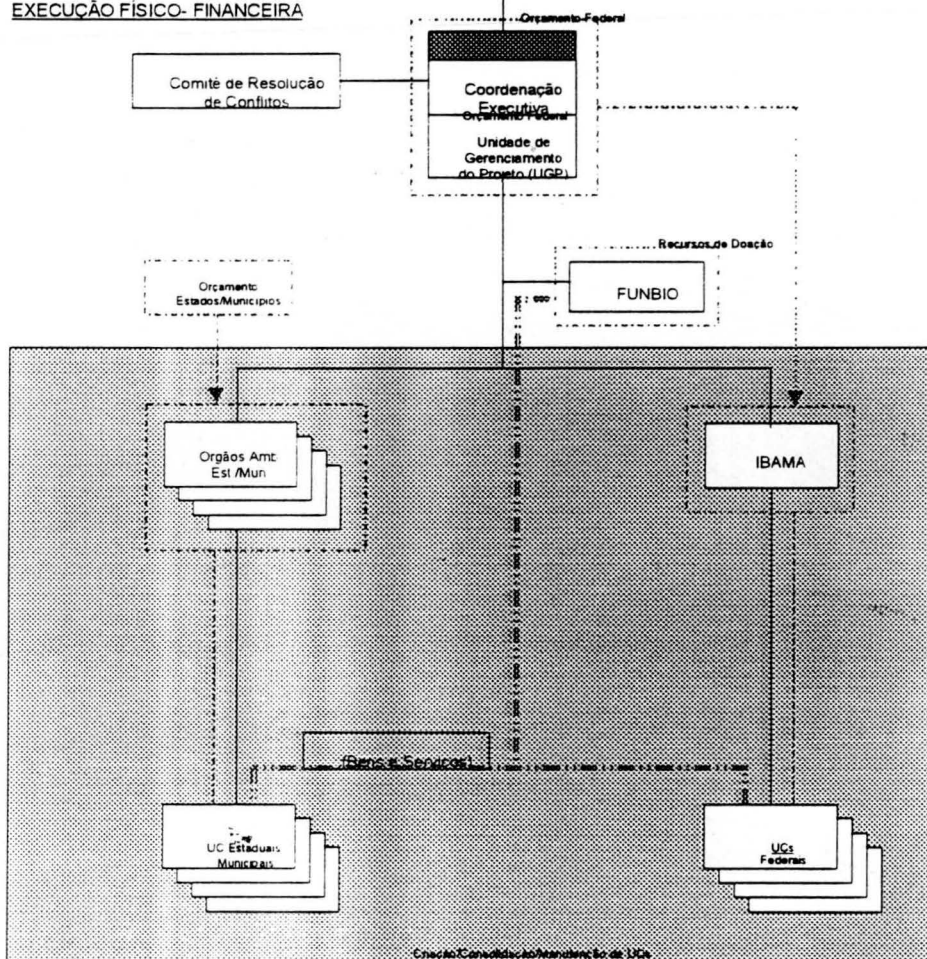 EXECUÇÃO FÍSICO- FINANCEIRA
Orçamento Federal
Comitê de Resolução
de Conflitos
Coordenação
Executiva
Orçamento Federal
Unidade de
Gerenciamento
do Projeto (UGP)
Recursos de Doação
FUNBIO
Orçamento
Estados/Municípios
Orgãos Amb
Est /Mun
IBAMA
(Bens e Serviços)
UC Estaduais
Municipais
UCs
Federais
Criação/Consolidação/Manutenção de UCs